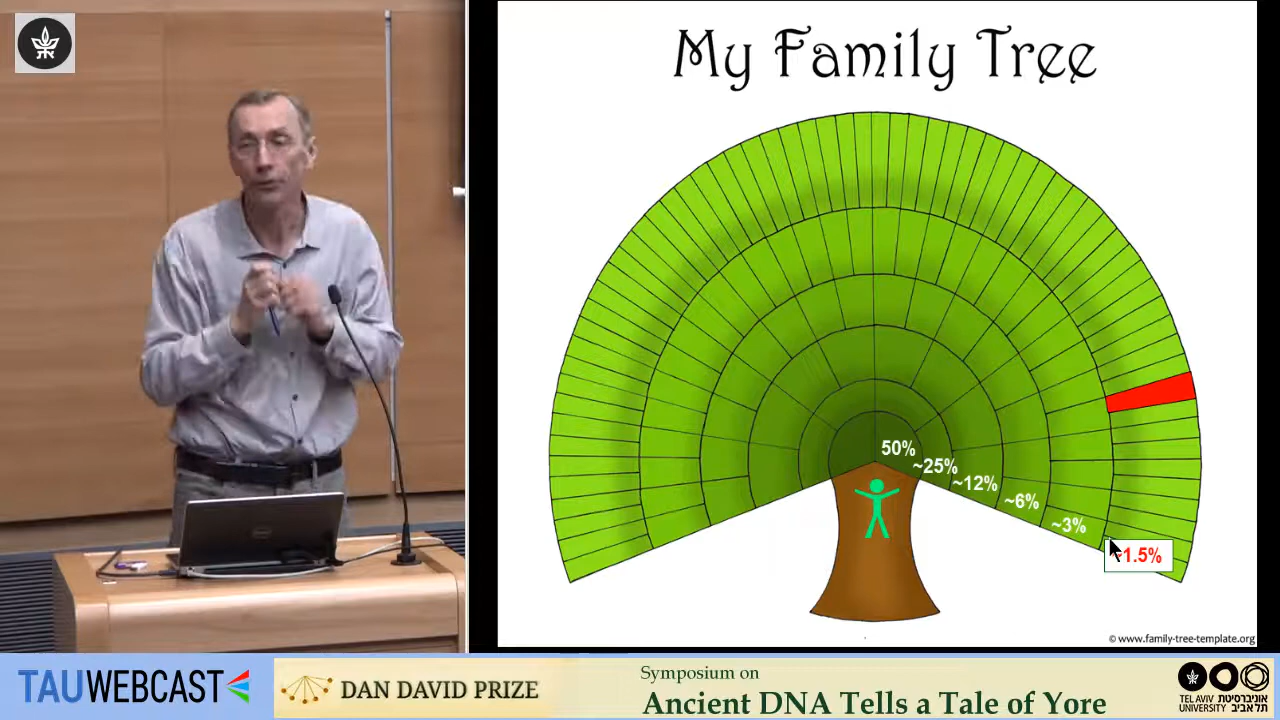 My Family Tree
50%
~25%
~12%
~6%
~3%
1.5%
© www.family-tree-template.org
TAUWEBCAST
DAN DAVID PRIZE
Symposium on
Ancient DNA Tells a Tale of Yore
TEL AVIV אוניברסיטת
UNIVERSITY תל אביב